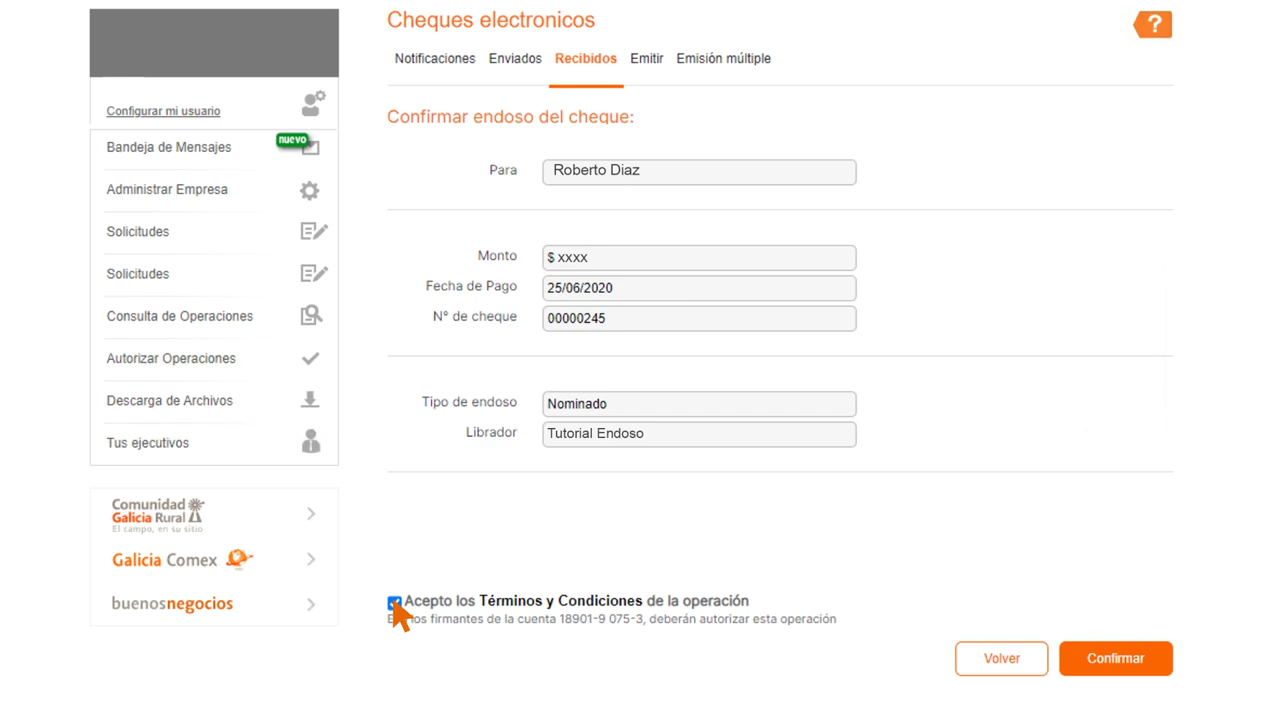 Cheques electronicos
?
Notificaciones Enviados Recibidos Emitir Emisión múltiple
Configurar mi usuario
Bandeja de Mensajes nuevo
Administrar Empresa
Solicitudes
Solicitudes
Consulta de Operaciones
Autorizar Operaciones
Descarga de Archivos
Tus ejecutivos
Comunidad
Galicia Rural
El campo, en su sitio
Galicia Comex
buenosnegocios
Confirmar endoso del cheque:
Para Roberto Diaz
Monto $ XXXX
Fecha de Pago 25/06/2020
N° de cheque 00000245
Tipo de endoso Nominado
Librador Tutorial Endoso
Acepto los Términos y Condiciones de la operación
los firmantes de la cuenta 18901-9 075-3, deberán autorizar esta operación
Volver Confirmar